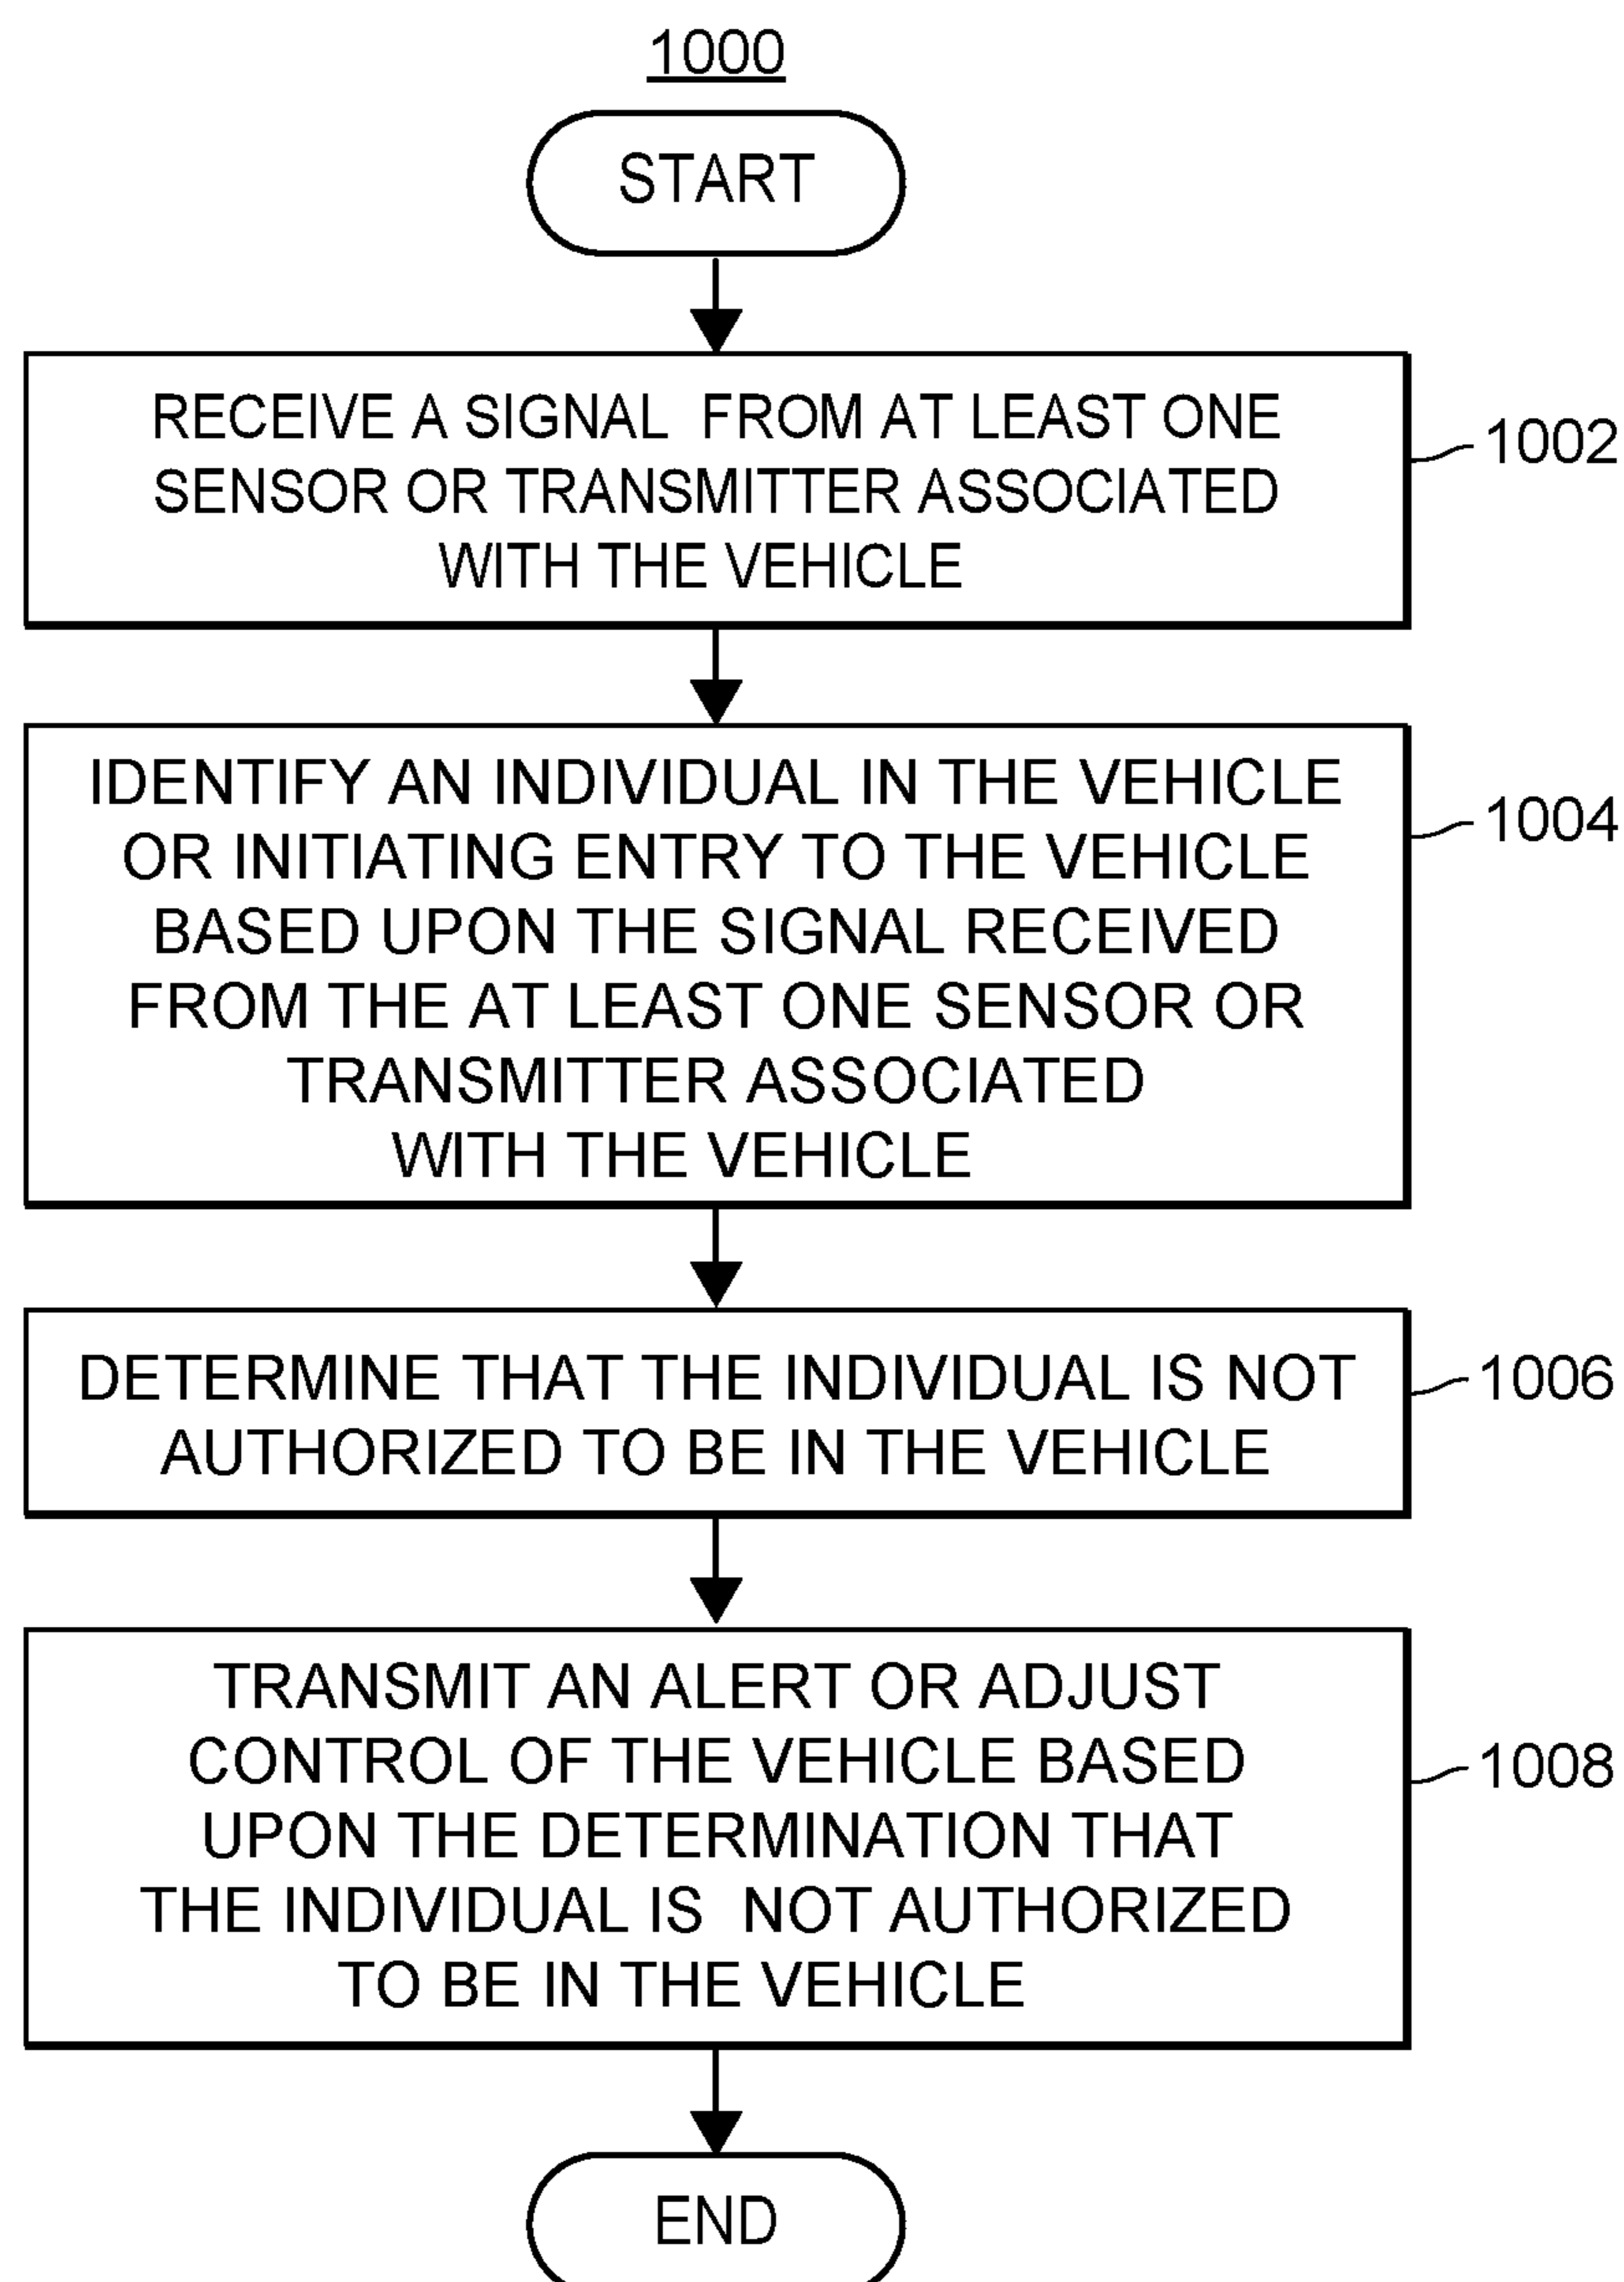 1000
START
RECEIVE A SIGNAL FROM AT LEAST ONE
SENSOR OR TRANSMITTER ASSOCIATED
WITH THE VEHICLE
1002
IDENTIFY AN INDIVIDUAL IN THE VEHICLE
OR INITIATING ENTRY TO THE VEHICLE
BASED UPON THE SIGNAL RECEIVED
FROM THE AT LEAST ONE SENSOR OR
TRANSMITTER ASSOCIATED
WITH THE VEHICLE
1004
DETERMINE THAT THE INDIVIDUAL IS NOT
AUTHORIZED TO BE IN THE VEHICLE
1006
TRANSMIT AN ALERT OR ADJUST
CONTROL OF THE VEHICLE BASED
UPON THE DETERMINATION THAT
THE INDIVIDUAL IS NOT AUTHORIZED
TO BE IN THE VEHICLE
1008
END